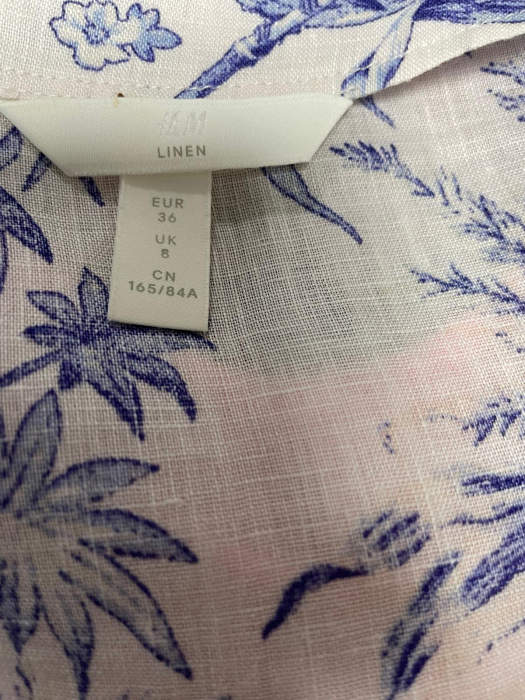 H&M
LINEN
EUR
36
UK
8
CN
165/84A